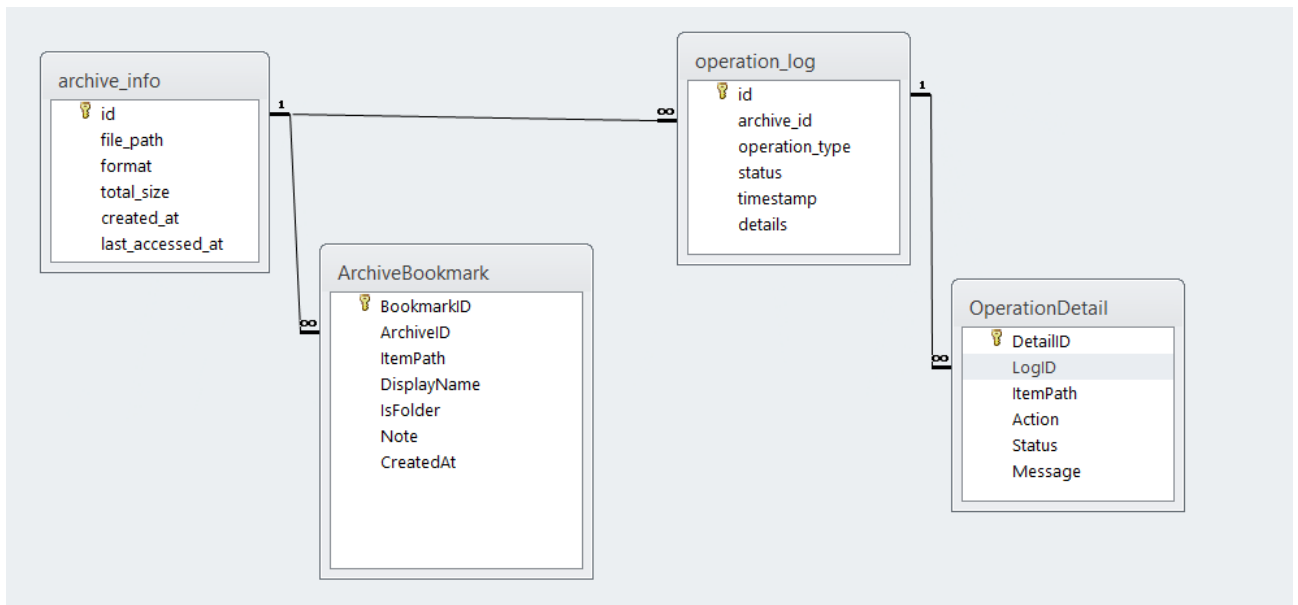 archive_info
id
file_path
format
total_size
created_at
last_accessed_at
1
∞
operation_log
id
archive_id
operation_type
status
timestamp
details
1
∞
ArchiveBookmark
BookmarkID
ArchiveID
ItemPath
DisplayName
IsFolder
Note
CreatedAt
∞
OperationDetail
DetailID
LogID
ItemPath
Action
Status
Message